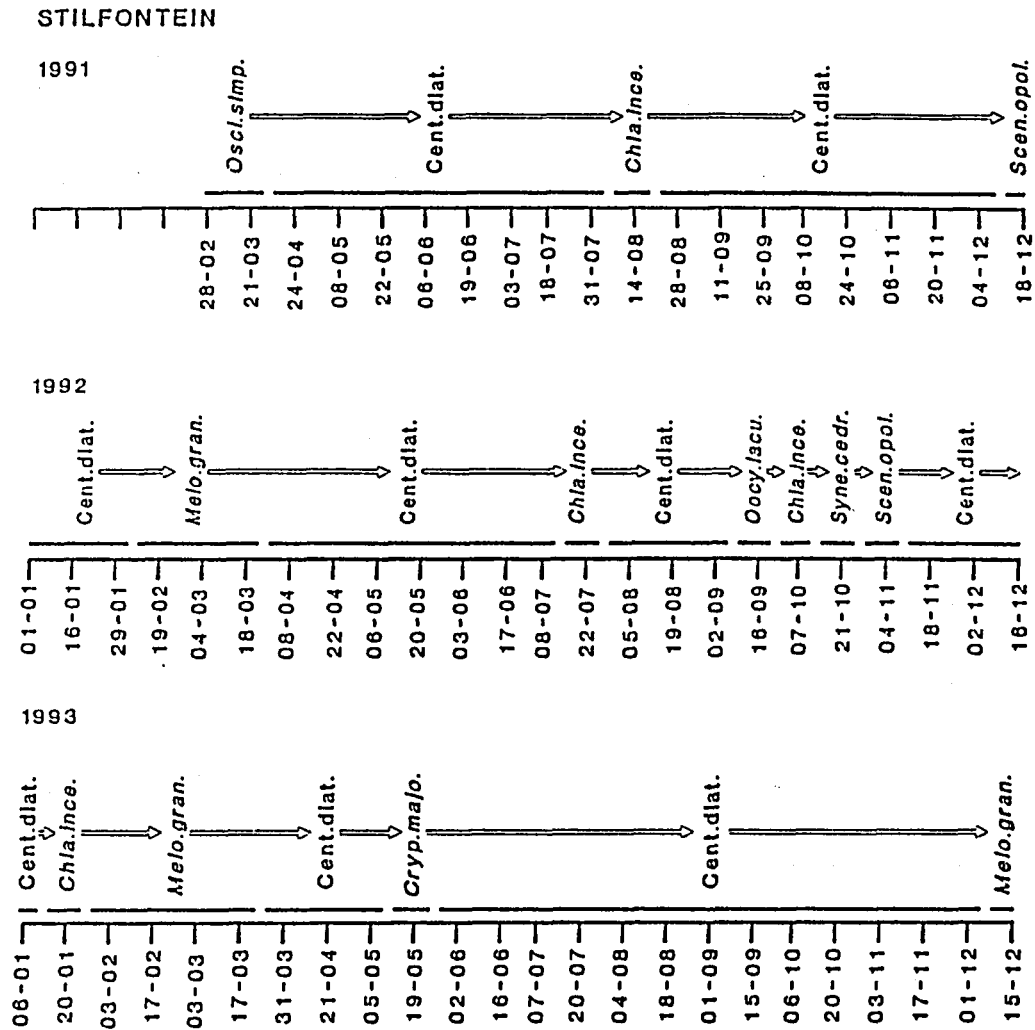 STILFONTEIN
1991
Oscl.simp. Cent.diat. Chla.ince. Cent.diat. Scen.opol.
28-02 21-03 24-04 08-05 22-05 06-06 19-06 03-07 18-07 31-07 14-08 28-08 11-09 25-09 08-10 24-10 06-11 20-11 04-12 18-12
1992
Cent.diat. Melo.gran. Cent.diat. Chla.ince. Cent.diat. Oocy.lacu. Chla.ince. Syne.cedr. Scen.opol. Cent.diat.
01-01 16-01 29-01 19-02 04-03 18-03 08-04 22-04 06-05 20-05 03-06 17-06 08-07 22-07 05-08 19-08 02-09 16-09 07-10 21-10 04-11 18-11 02-12 16-12
1993
Cent.diat. Chla.ince. Melo.gran. Cent.diat. Cryp.majo. Cent.diat. Melo.gran.
06-01 20-01 03-02 17-02 03-03 17-03 31-03 21-04 05-05 19-05 02-06 16-06 07-07 20-07 04-08 18-08 01-09 15-09 06-10 20-10 03-11 17-11 01-12 15-12